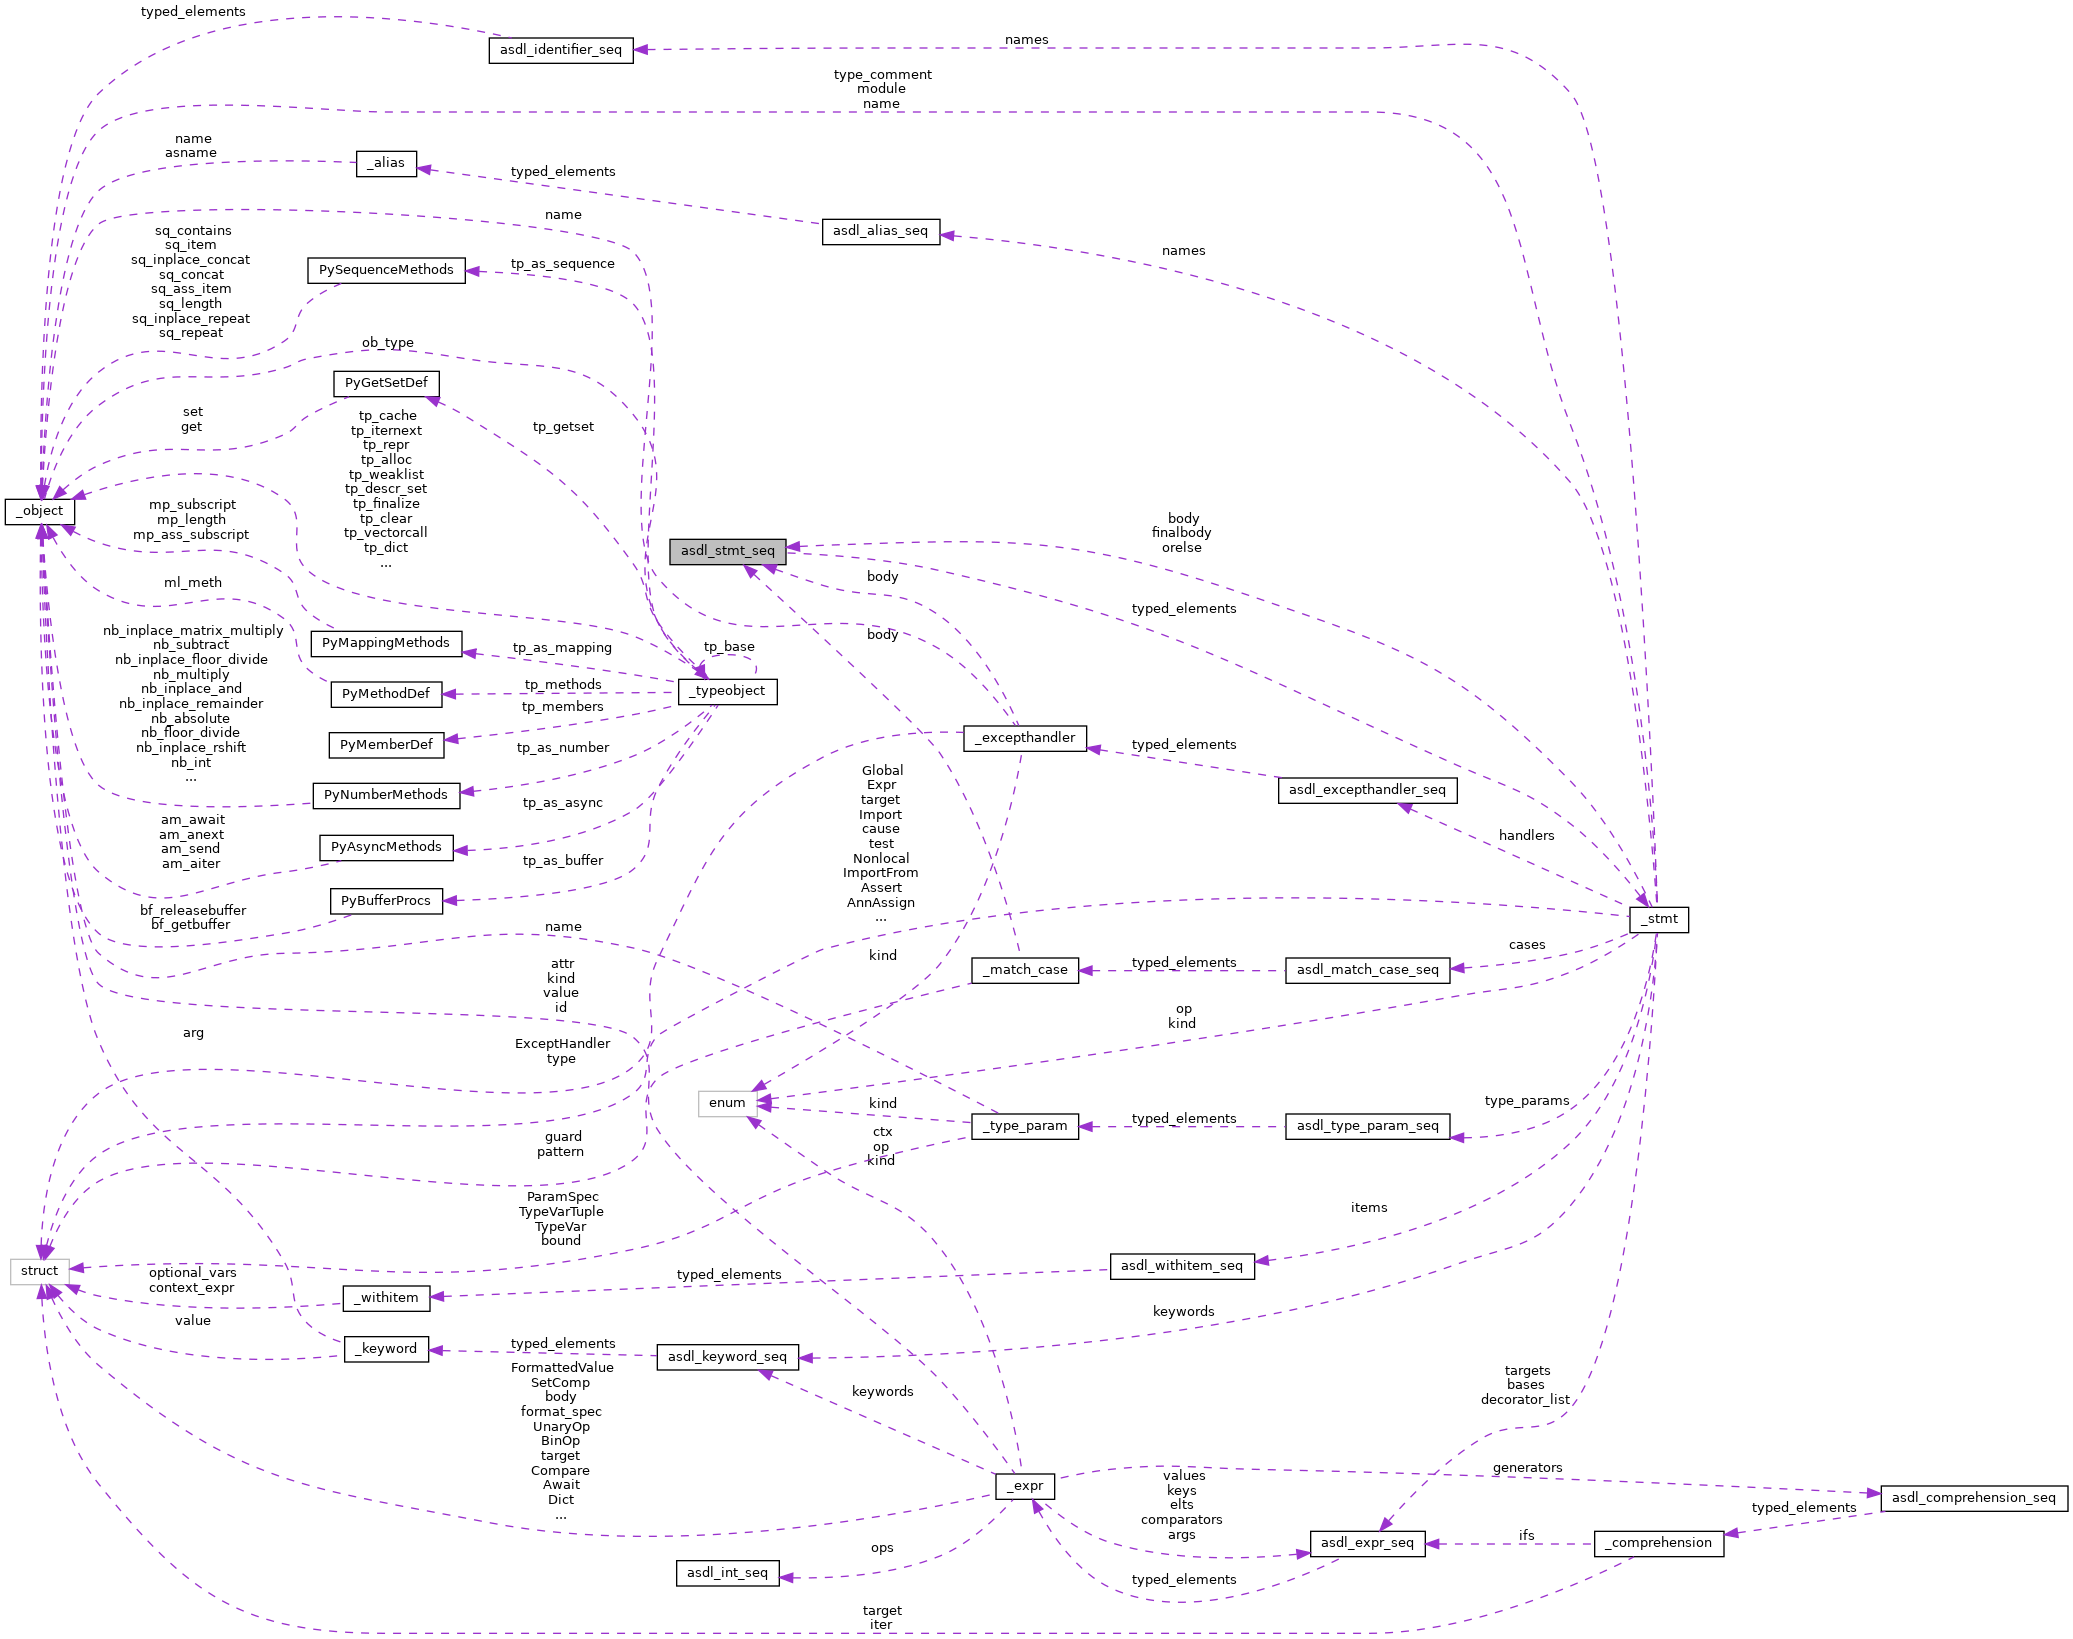 typed_elements
asdl_identifier_seq
names
type_comment
module
name
name
asname
_alias
typed_elements
asdl_alias_seq
names
name
sq_contains
sq_item
sq_inplace_concat
sq_concat
sq_ass_item
sq_length
sq_inplace_repeat
sq_repeat
PySequenceMethods
tp_as_sequence
ob_type
PyGetSetDef
set
get
tp_getset
tp_cache
tp_iternext
tp_repr
tp_alloc
tp_weaklist
tp_descr_set
tp_finalize
tp_clear
tp_vectorcall
tp_dict
...
_object
mp_subscript
mp_length
mp_ass_subscript
asdl_stmt_seq
body
finalbody
orelse
body
typed_elements
body
ml_meth
nb_inplace_matrix_multiply
nb_subtract
nb_inplace_floor_divide
nb_multiply
nb_inplace_and
nb_inplace_remainder
nb_absolute
nb_floor_divide
nb_inplace_rshift
nb_int
...
PyMappingMethods
tp_as_mapping
tp_base
PyMethodDef
tp_methods
_typeobject
tp_members
PyMemberDef
tp_as_number
PyNumberMethods
tp_as_async
am_await
am_anext
am_send
am_aiter
PyAsyncMethods
tp_as_buffer
PyBufferProcs
bf_releasebuffer
bf_getbuffer
_excepthandler
typed_elements
asdl_excepthandler_seq
handlers
Global
Expr
target
Import
cause
test
Nonlocal
ImportFrom
Assert
AnnAssign
...
_stmt
name
kind
cases
_match_case
typed_elements
asdl_match_case_seq
attr
kind
value
id
op
kind
arg
ExceptHandler
type
enum
kind
type_params
_type_param
typed_elements
asdl_type_param_seq
ctx
op
kind
guard
pattern
ParamSpec
TypeVarTuple
TypeVar
bound
items
struct
optional_vars
context_expr
_withitem
typed_elements
asdl_withitem_seq
value
_keyword
typed_elements
asdl_keyword_seq
keywords
keywords
FormattedValue
SetComp
body
format_spec
UnaryOp
BinOp
target
Compare
Await
Dict
...
targets
bases
decorator_list
_expr
generators
values
keys
elts
comparators
args
asdl_comprehension_seq
typed_elements
asdl_expr_seq
ifs
_comprehension
ops
asdl_int_seq
typed_elements
target
iter